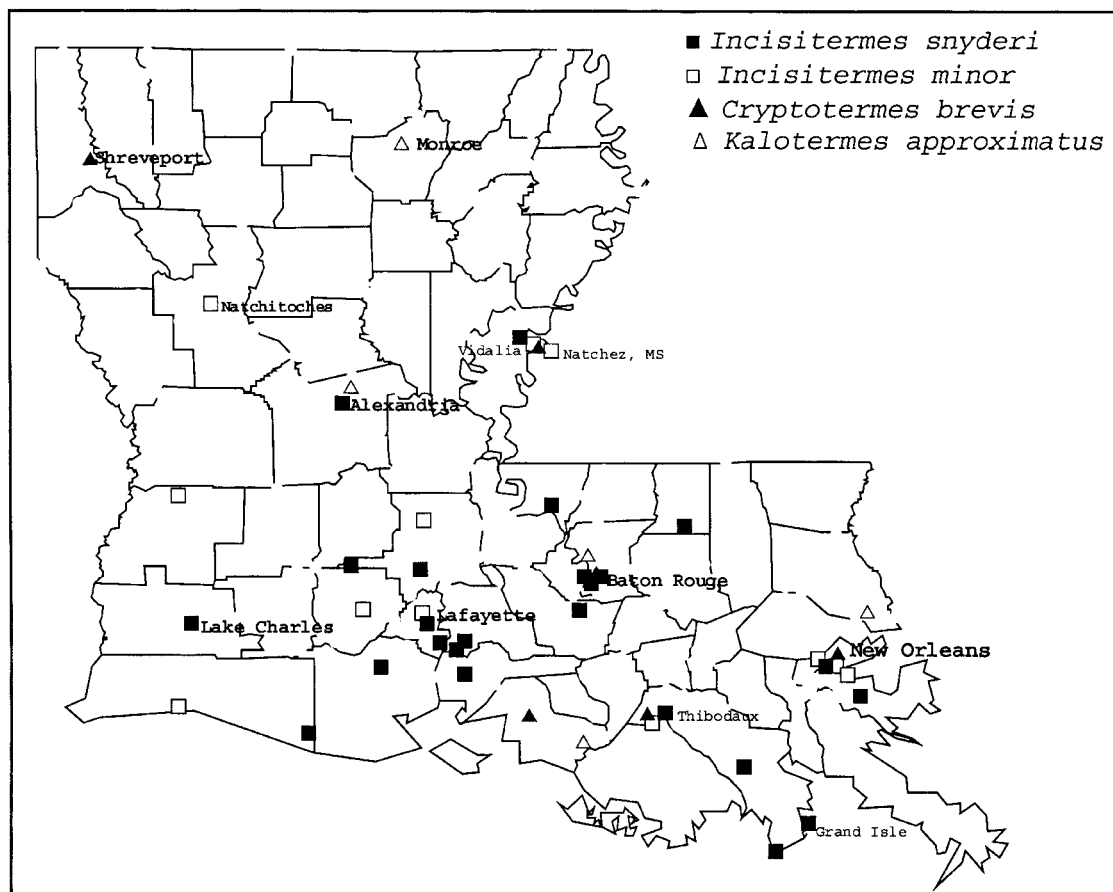 Incisitermes snyderi
Incisitermes minor
Cryptotermes brevis
Kalotermes approximatus
Monroe
Shreveport
Natchitoches
Vidalia
Natchez, MS
Alexandria
Baton Rouge
Lafayette
Lake Charles
New Orleans
Thibodaux
Grand Isle